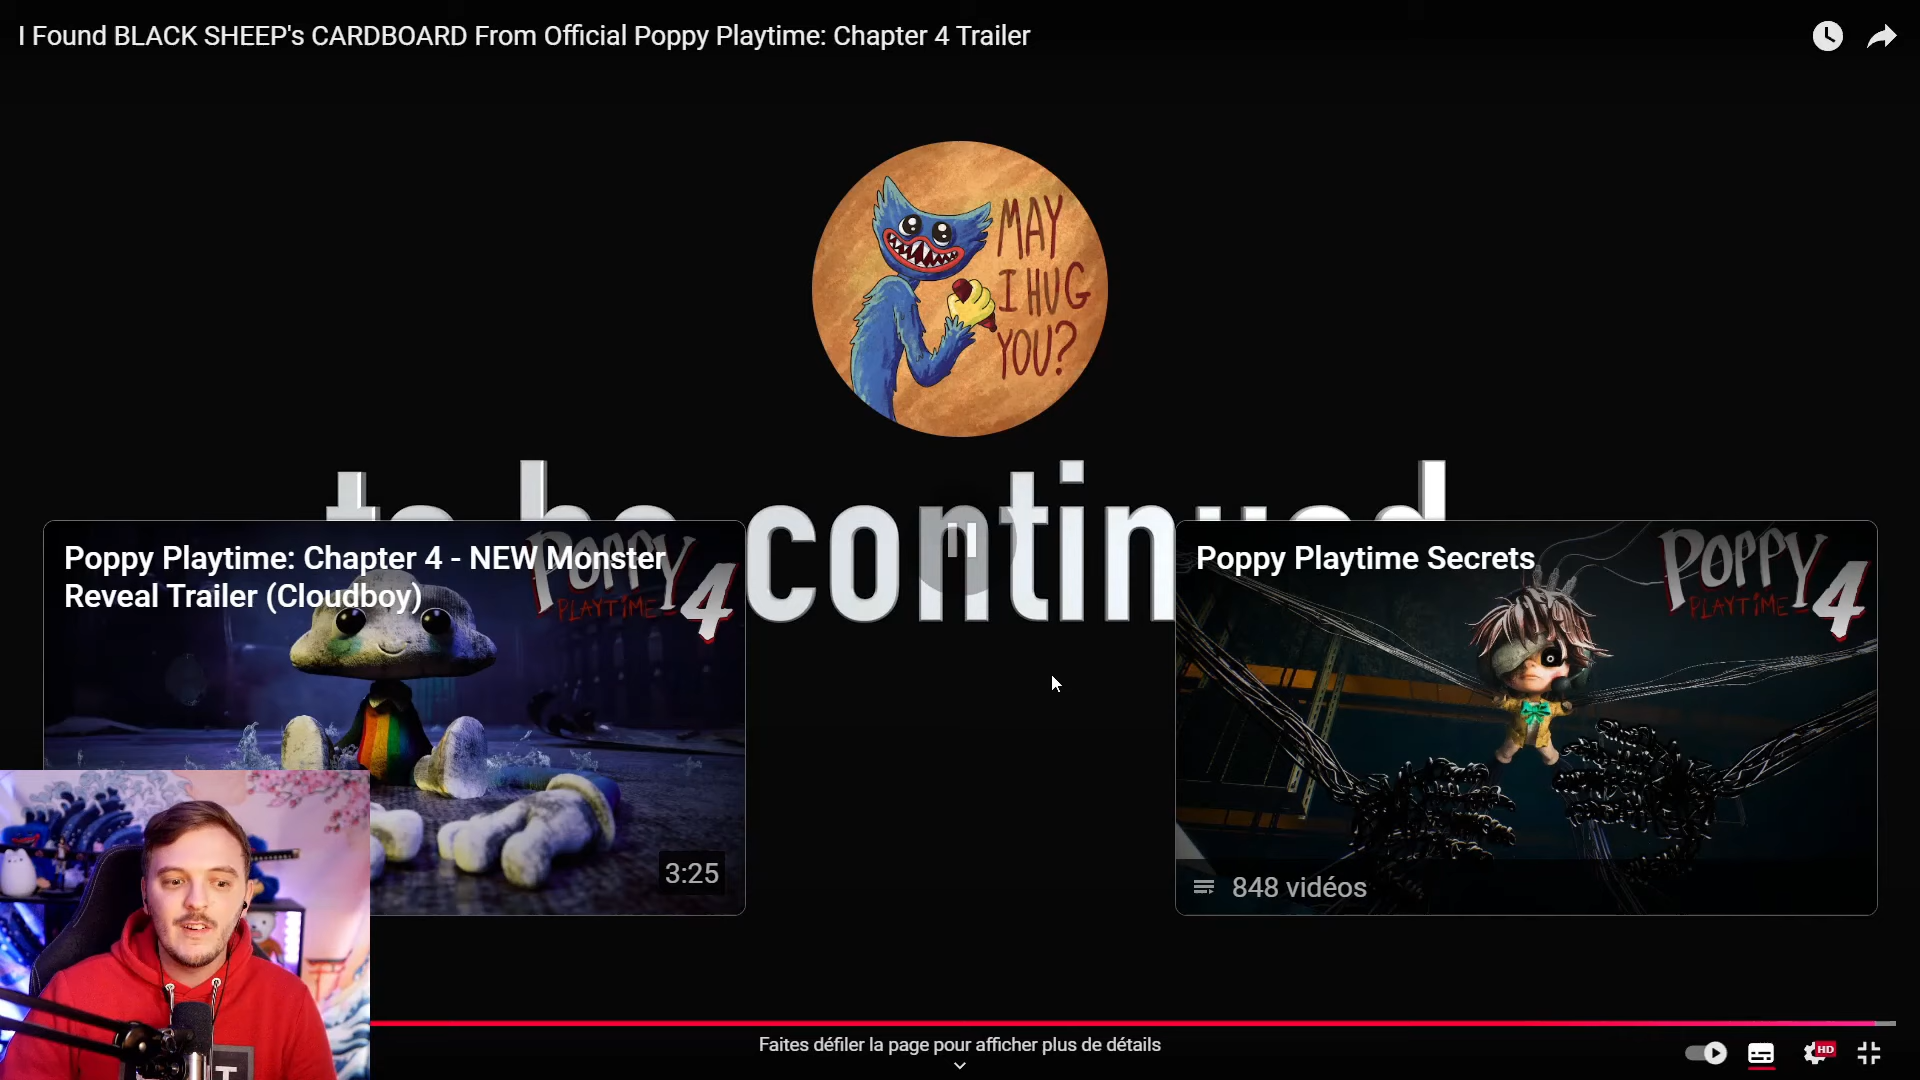 I Found BLACK SHEEP's CARDBOARD From Official Poppy Playtime: Chapter 4 Trailer
MAY
I HUG
YOU?
to be continued
Poppy Playtime: Chapter 4 - NEW Monster
Reveal Trailer (Cloudboy)
POPPY
PLAYTIME 4
3:25
Poppy Playtime Secrets
POPPY
PLAYTIME 4
848 vidéos
Faites défiler la page pour afficher plus de détails
HD
T